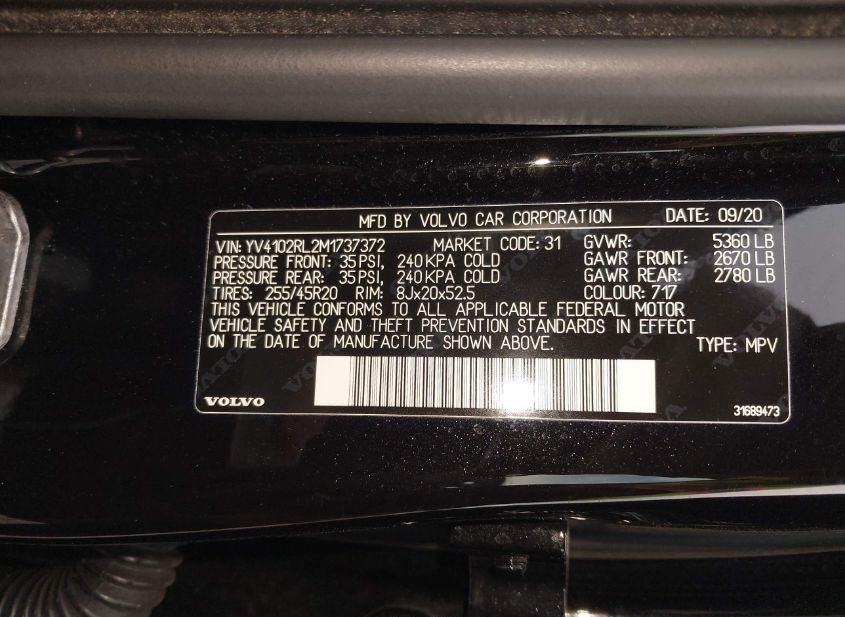 MFD BY VOLVO CAR CORPORATION DATE: 09/20
VIN: YV4102RL2M1737372 MARKET CODE: 31 GVWR: 5360 LB
PRESSURE FRONT: 35 PSI, 240 KPA COLD GAWR FRONT: 2670 LB
PRESSURE REAR: 35 PSI, 240 KPA COLD GAWR REAR: 2780 LB
TIRES: 255/45R20 RIM: 8Jx20x52.5 COLOUR: 717
THIS VEHICLE CONFORMS TO ALL APPLICABLE FEDERAL MOTOR
VEHICLE SAFETY AND THEFT PREVENTION STANDARDS IN EFFECT
ON THE DATE OF MANUFACTURE SHOWN ABOVE. TYPE: MPV
VOLVO 31689473